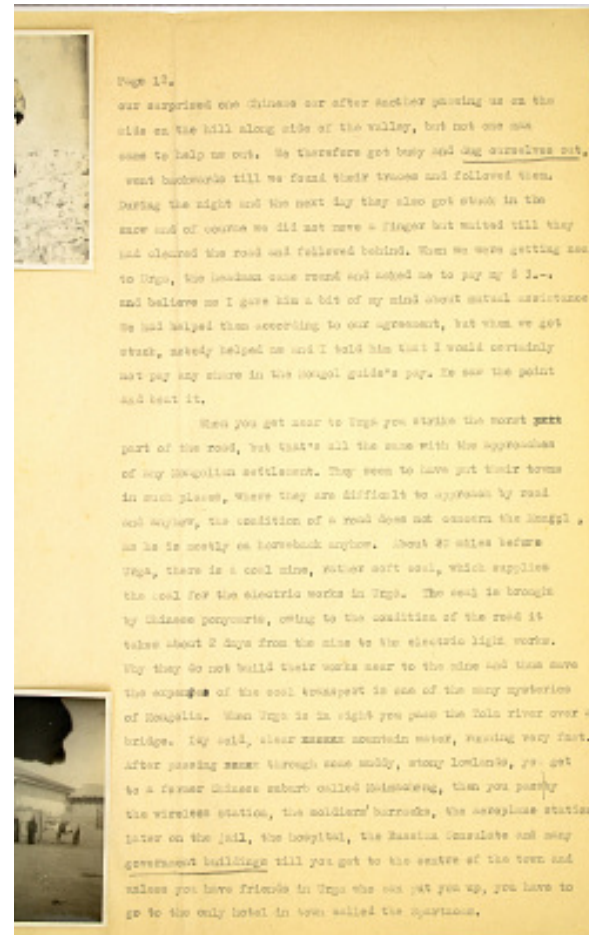 Page 12.
our surprised one Chinese car after another passing us on the
side on the hill along side of the valley, but not one man
came to help me out. We therefore got busy and dug ourselves out,
went backwards till we found their traces and followed them.
During the night and the next day they also got stuck in the
snow and of course we did not move a finger but waited till they
had cleared the road and followed behind. When we were getting
to Urga, the headman came round and asked me to pay my $ 3.-.
and believe me I gave him a bit of my mind about mutual assistance
We had helped them according to our agreement, but when we got
stuck, nobody helped me and I told him that I would certainly
not pay any share in the Mongol guide's pay. He saw the point
and beat it.
When you get near to Urga you strike the worst
part of the road, but that's all the same with the approaches
of any Mongolian settlement. They seem to have put their towns
in such places, where they are difficult to approach by road
and anyhow, the condition of a road does not concern the Mongol ,
as he is mostly on horseback anyhow. About 20 miles before
Urga, there is a coal mine, rather soft coal, which supplies
the coal for the electric works in Urga. The coal is brought
by Chinese ponycarts, owing to the condition of the road it
takes about 2 days from the mine to the electric light works.
Why they do not build their works near to the mine and thus save
the expenses of the coal transport is one of the many mysteries
of Mongolia. When Urga is in sight you pass the Tola river over
bridge. Icy cold, clear xxxxxx mountain water, running very fast.
After passing xxxxx through some muddy, stony lowlands, you get
to a former Chinese suburb called Maimatcheng, then you pass by
the wireless station, the soldiers' barracks, the aeroplane station
later on the jail, the hospital, the Russian Consulate and many
government buildings till you get to the centre of the town and
unless you have friends in Urga who can put you up, you have to
go to the only hotel in town called the